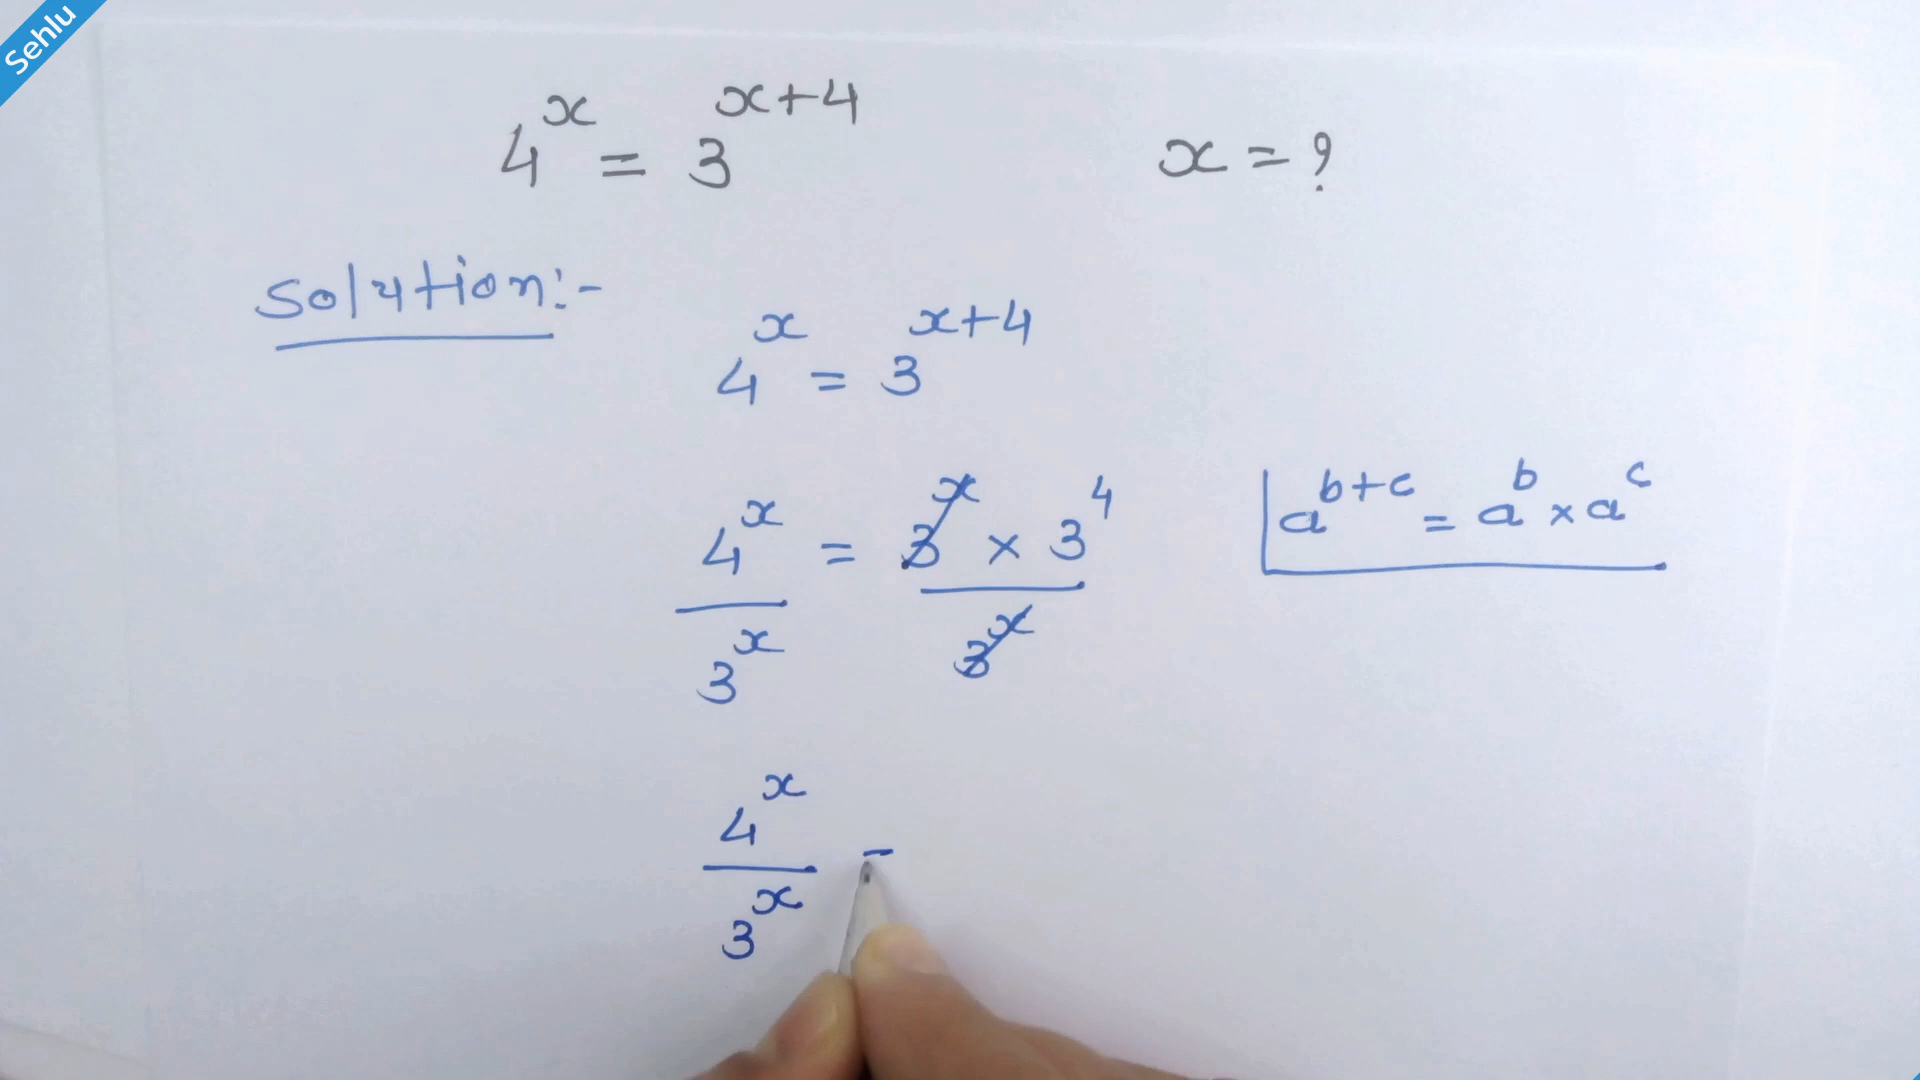 Sehlu
4^x = 3^(x+4)    x = ?
Solution:-
4^x = 3^(x+4)
4^x/3^x = 3^x × 3^4/3^x    a^(b+c) = a^b × a^c
4^x/3^x =